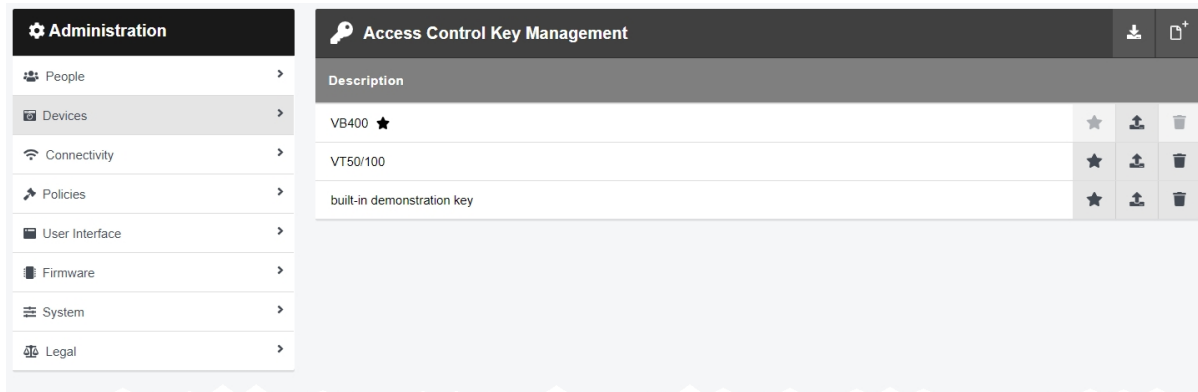 Administration
People
Devices
Connectivity
Policies
User Interface
Firmware
System
Legal
Access Control Key Management
Description
VB400
VT50/100
built-in demonstration key